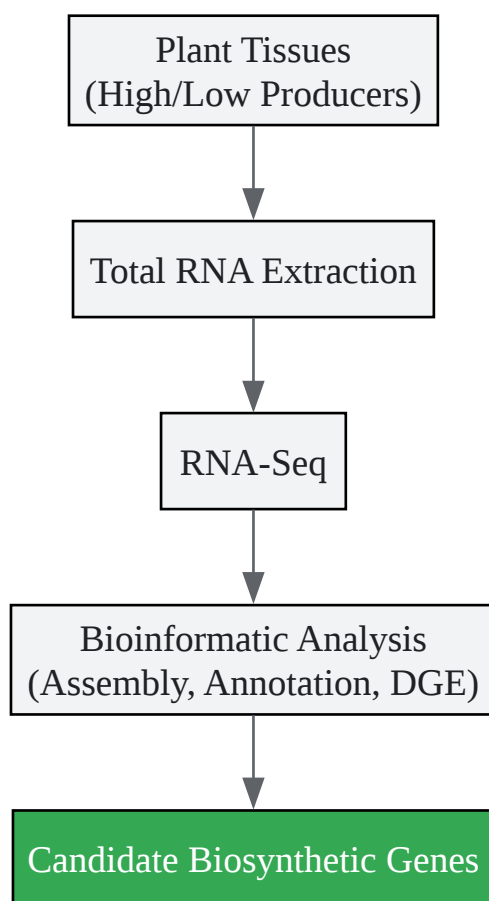 Plant Tissues
(High/Low Producers)
Total RNA Extraction
RNA-Seq
Bioinformatic Analysis
(Assembly, Annotation, DGE)
Candidate Biosynthetic Genes